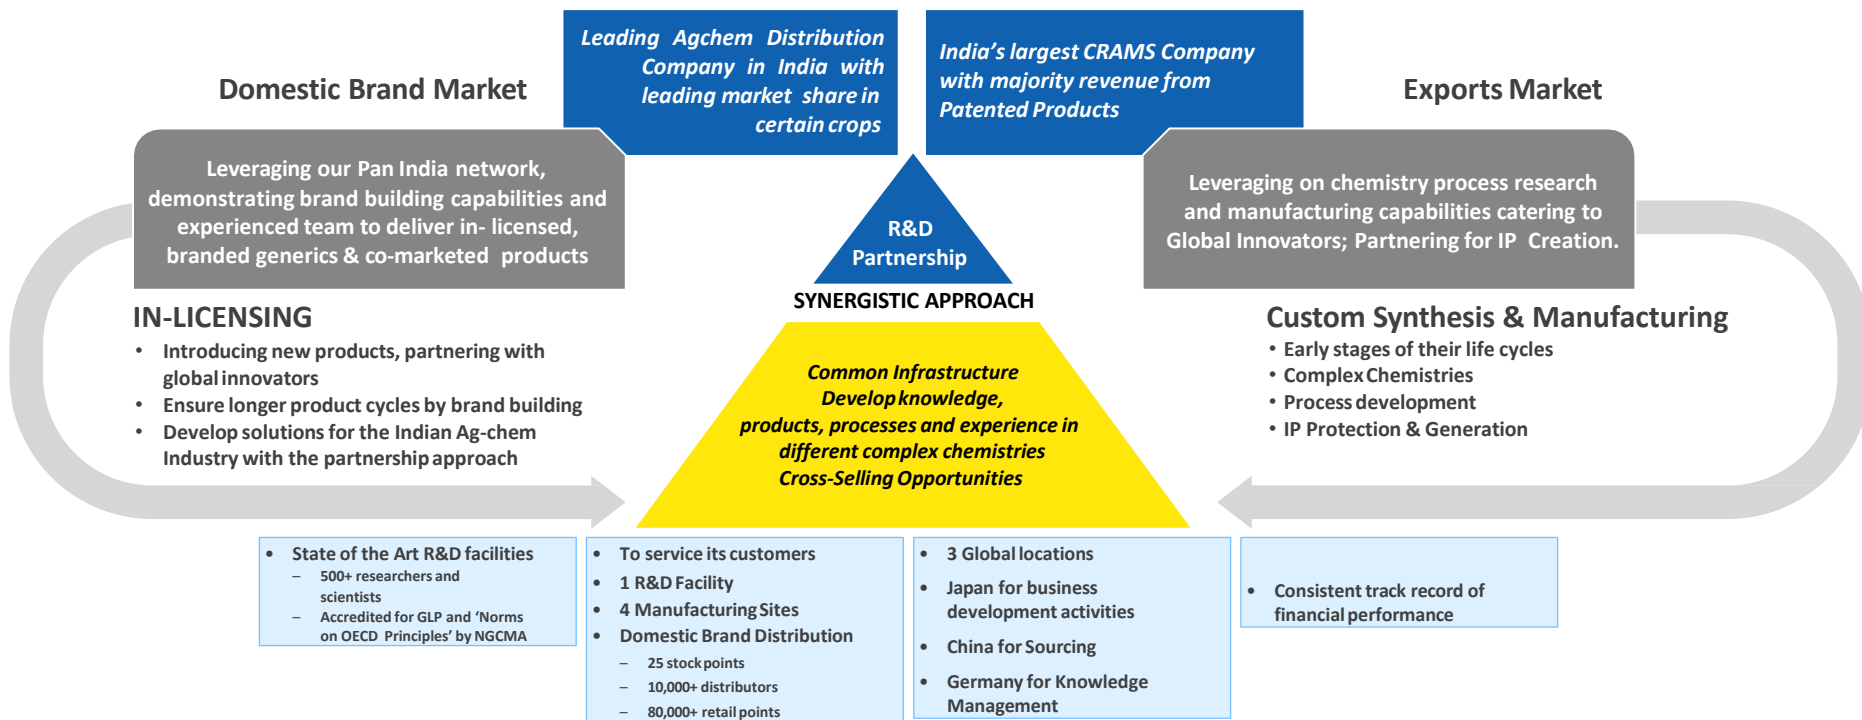 Domestic Brand Market
Leading Agchem Distribution
Company in India with
leading market share in
certain crops
India's largest CRAMS Company
with majority revenue from
Patented Products
Exports Market
Leveraging our Pan India network,
demonstrating brand building capabilities and
experienced team to deliver in- licensed,
branded generics & co-marketed products
R&D
Partnership
Leveraging on chemistry process research
and manufacturing capabilities catering to
Global Innovators; Partnering for IP Creation.
SYNERGISTIC APPROACH
IN-LICENSING
• Introducing new products, partnering with
global innovators
• Ensure longer product cycles by brand building
• Develop solutions for the Indian Ag-chem
Industry with the partnership approach
Common Infrastructure
Develop knowledge,
products, processes and experience in
different complex chemistries
Cross-Selling Opportunities
Custom Synthesis & Manufacturing
• Early stages of their life cycles
• Complex Chemistries
• Process development
• IP Protection & Generation
• State of the Art R&D facilities
– 500+ researchers and
scientists
– Accredited for GLP and ‘Norms
on OECD Principles’ by NGCMA
• To service its customers
• 1 R&D Facility
• 4 Manufacturing Sites
• Domestic Brand Distribution
– 25 stock points
– 10,000+ distributors
– 80,000+ retail points
• 3 Global locations
• Japan for business
development activities
• China for Sourcing
• Germany for Knowledge
Management
• Consistent track record of
financial performance